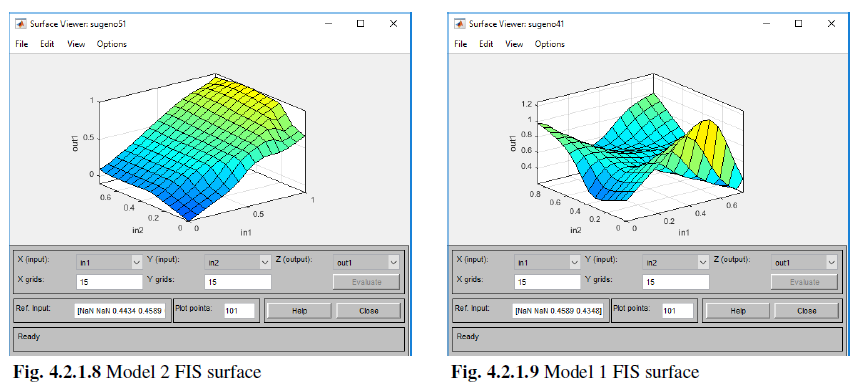 Surface Viewer: sugeno51
File Edit View Options
1
0.5
0
out1
0.6
0.4
0.2
0
in2
0
0.5
1
in1
X (input): in1 Y (input): in2 Z (output): out1
X grids: 15 Y grids: 15 Evaluate
Ref. Input: [NaN NaN 0.4434 0.4589 Plot points: 101 Help Close
Ready
Fig. 4.2.1.8 Model 2 FIS surface
Surface Viewer: sugeno41
File Edit View Options
1.2
1
0.8
0.6
0.4
out1
0.8
0.6
0.4
0.2
0
in2
0
0.2
0.4
0.6
in1
X (input): in1 Y (input): in2 Z (output): out1
X grids: 15 Y grids: 15 Evaluate
Ref. Input: [NaN NaN 0.4589 0.4348] Plot points: 101 Help Close
Ready
Fig. 4.2.1.9 Model 1 FIS surface